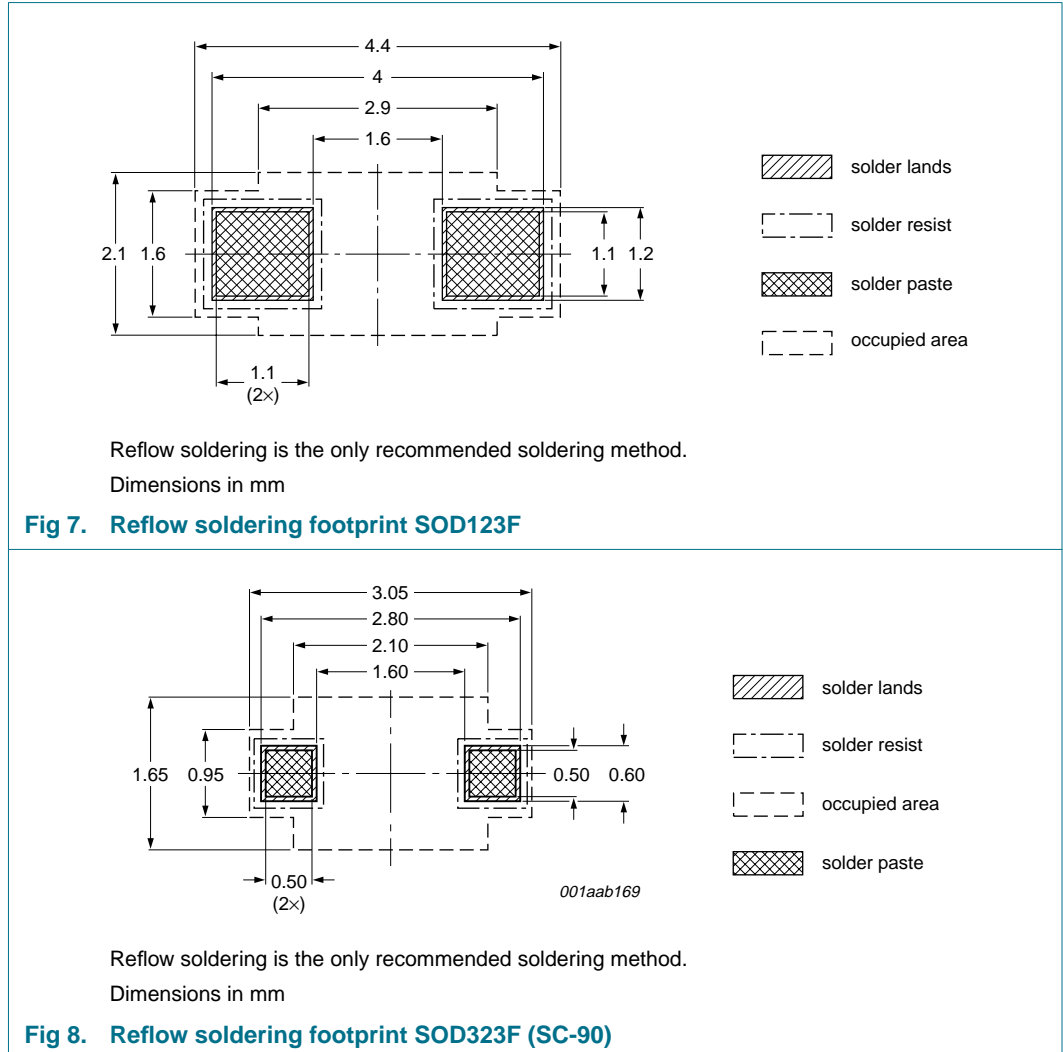 4.4
4
2.9
1.6
2.1 1.6 1.1 1.2
1.1
(2×)
solder lands
solder resist
solder paste
occupied area
Reflow soldering is the only recommended soldering method.
Dimensions in mm
Fig 7. Reflow soldering footprint SOD123F
3.05
2.80
2.10
1.60
1.65 0.95 0.50 0.60
0.50
(2×)
001aab169
solder lands
solder resist
occupied area
solder paste
Reflow soldering is the only recommended soldering method.
Dimensions in mm
Fig 8. Reflow soldering footprint SOD323F (SC-90)